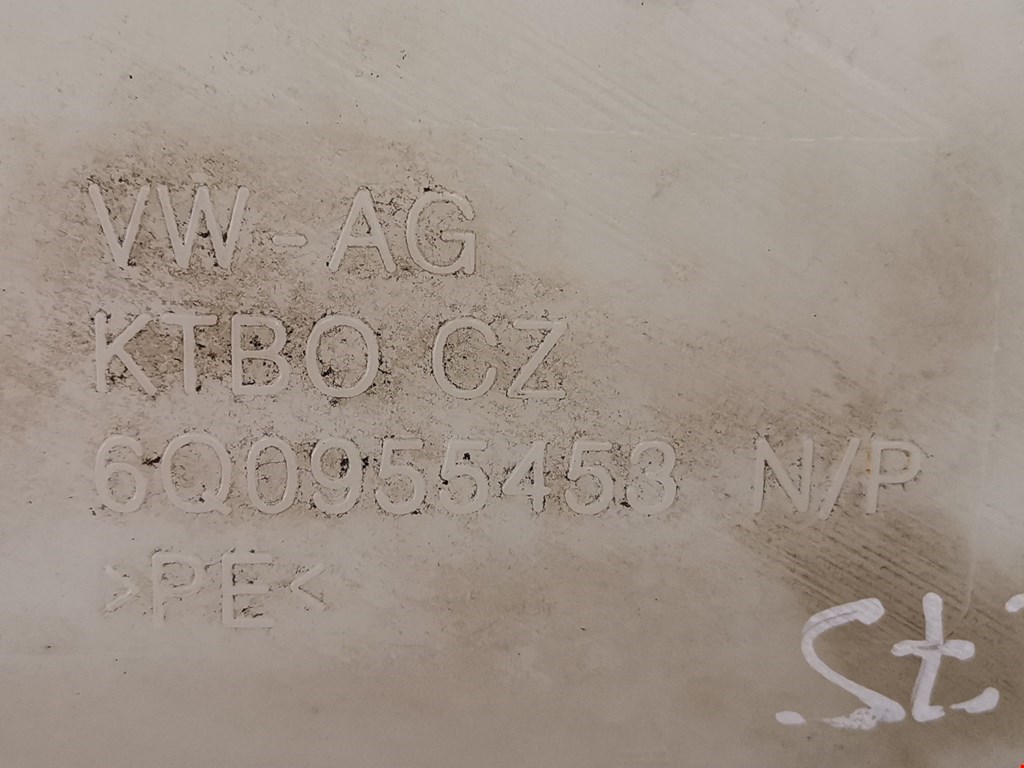 VW-AG
KTBO CZ
6Q0955453 N/P
>PE<
St.